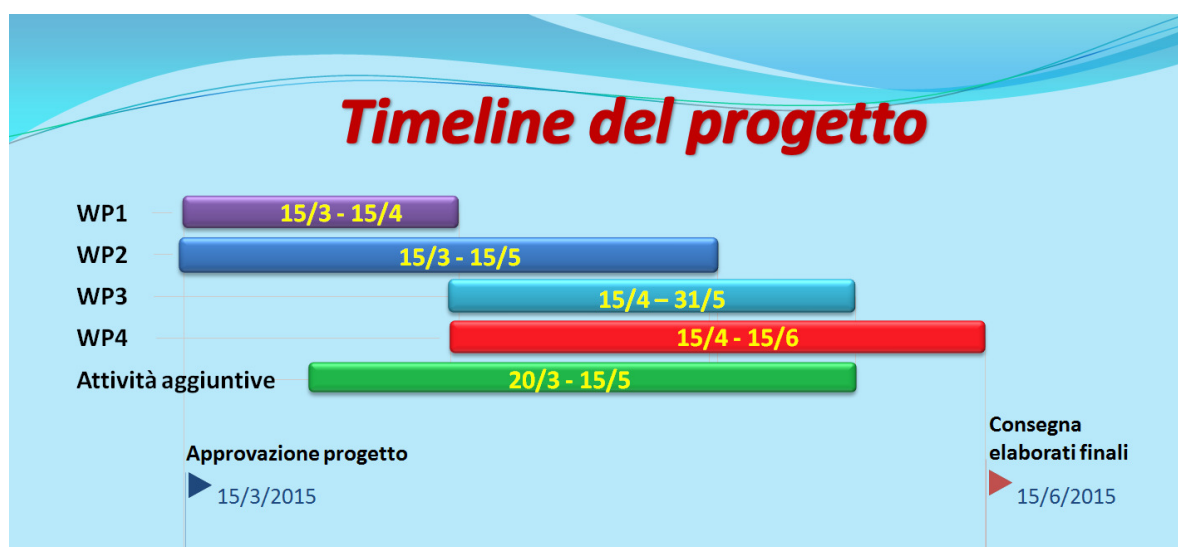 Timeline del progetto
WP1
15/3 - 15/4
WP2
15/3 - 15/5
WP3
15/4 – 31/5
WP4
15/4 - 15/6
Attività aggiuntive
20/3 - 15/5
Approvazione progetto
15/3/2015
Consegna
elaborati finali
15/6/2015